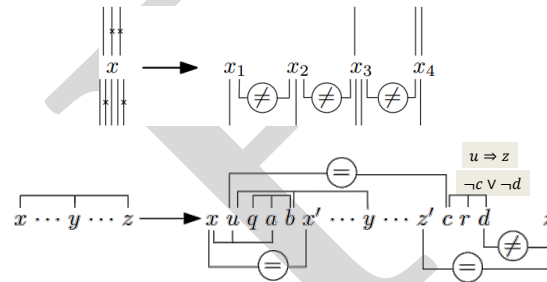 x x₁ x₂ x₃ x₄
≠ ≠ ≠
u ⇒ z
= ¬c ∨ ¬d
x ⋯ y ⋯ z x u q a b x′ ⋯ y ⋯ z′ c r d
≠
= =